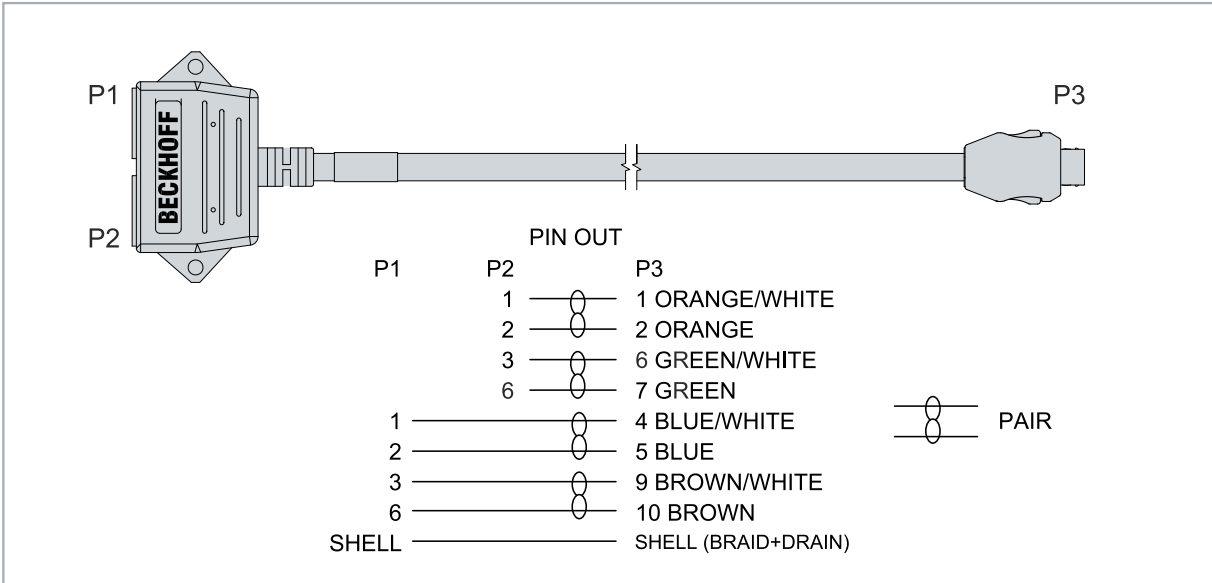 P1
P3
BECKHOFF
P2
PIN OUT
P1 P2 P3
1 1 ORANGE/WHITE
2 2 ORANGE
3 6 GREEN/WHITE
6 7 GREEN
1 4 BLUE/WHITE PAIR
2 5 BLUE
3 9 BROWN/WHITE
6 10 BROWN
SHELL SHELL (BRAID+DRAIN)